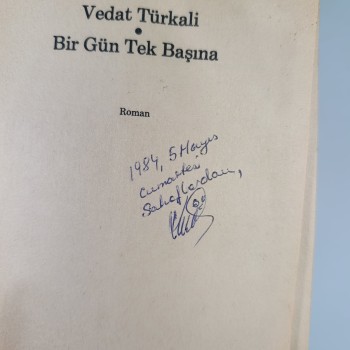 Vedat Türkali
Bir Gün Tek Başına
Roman
1984, 5 Mayıs
cumartesi
Sahaflardan,